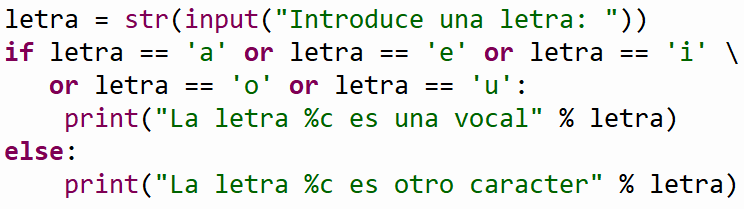 letra = str(input("Introduce una letra: "))
if letra == 'a' or letra == 'e' or letra == 'i' \
   or letra == 'o' or letra == 'u':
    print("La letra %c es una vocal" % letra)
else:
    print("La letra %c es otro caracter" % letra)